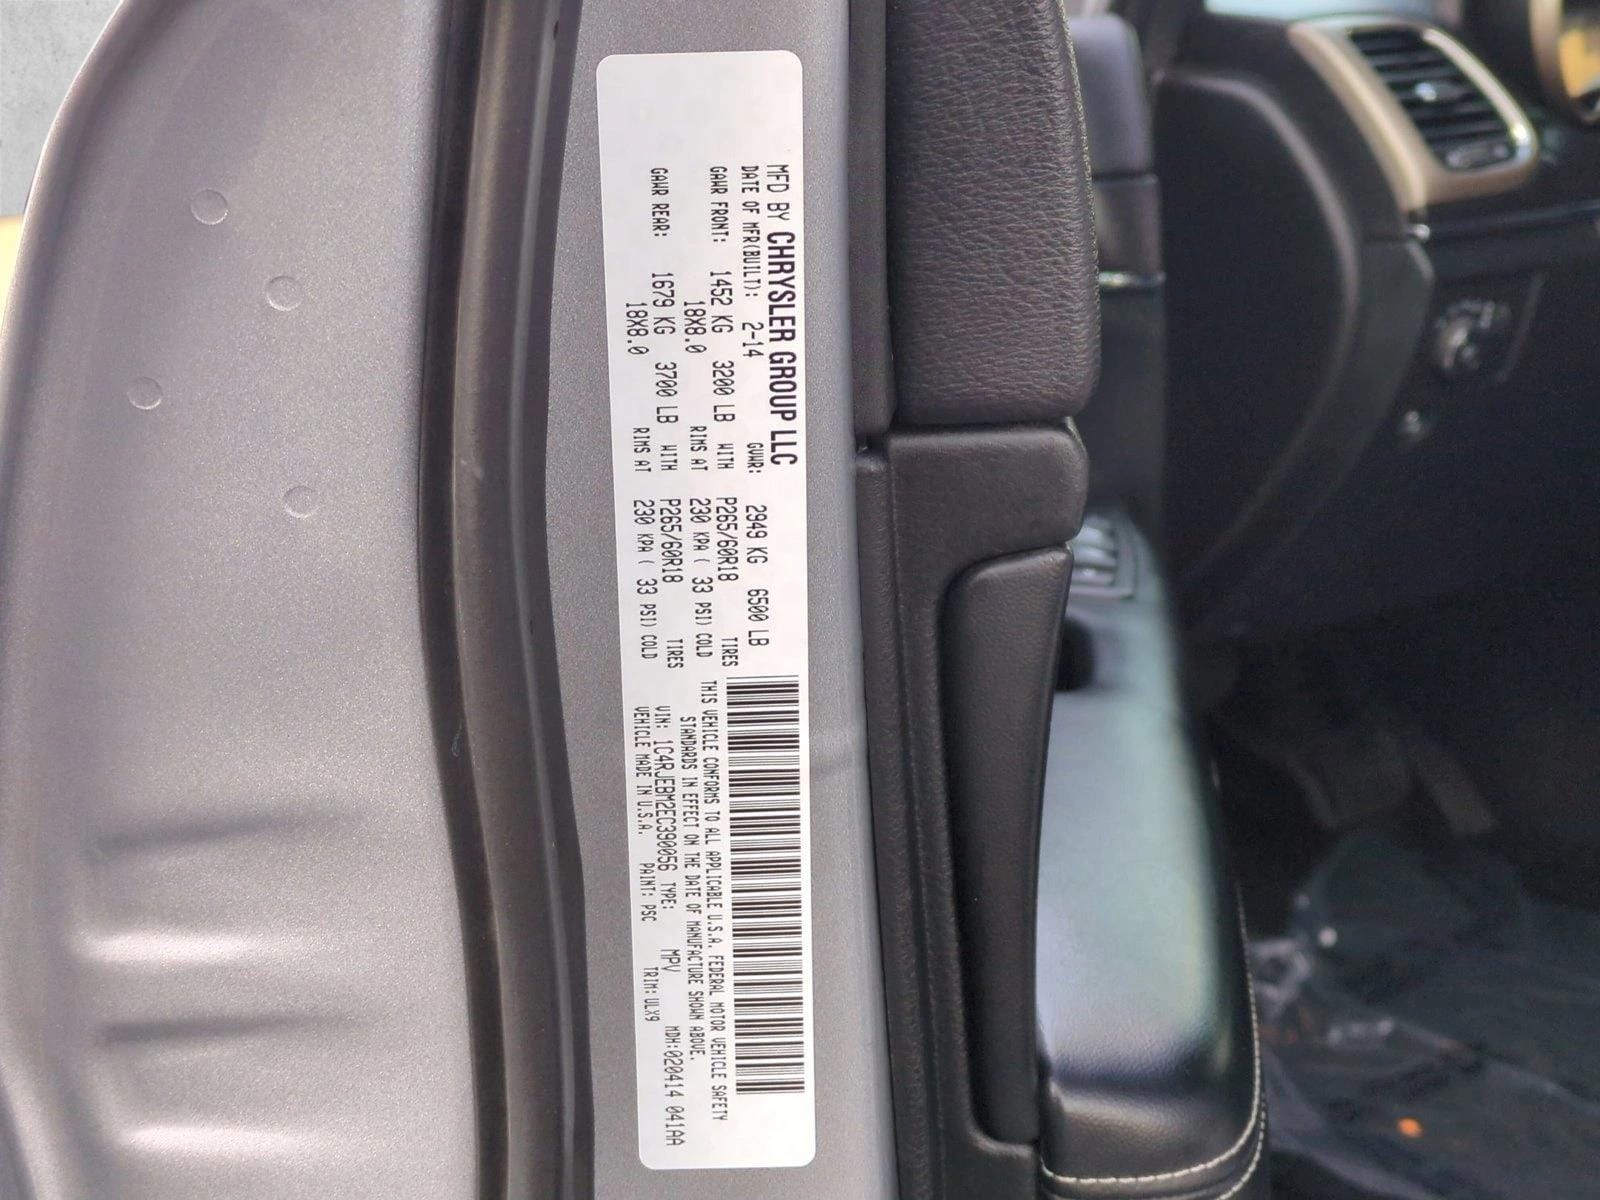 MFD BY CHRYSLER GROUP LLC
DATE OF MFR(BUILT): 2-14 GVWR: 2949 KG 6500 LB
GAWR FRONT: 1452 KG 3200 LB WITH P265/60R18 TIRES
18X8.0 RIMS AT 230 KPA ( 33 PSI) COLD
GAWR REAR: 1679 KG 3700 LB WITH P265/60R18 TIRES
18X8.0 RIMS AT 230 KPA ( 33 PSI) COLD
THIS VEHICLE CONFORMS TO ALL APPLICABLE U.S.A. FEDERAL MOTOR VEHICLE SAFETY
STANDARDS IN EFFECT ON THE DATE OF MANUFACTURE SHOWN ABOVE.
VIN: 1C4RJEBM2EC390056 TYPE: MPV MDH:020414 041AA
VEHICLE MADE IN U.S.A. PAINT: PSC TRIM: ULX9